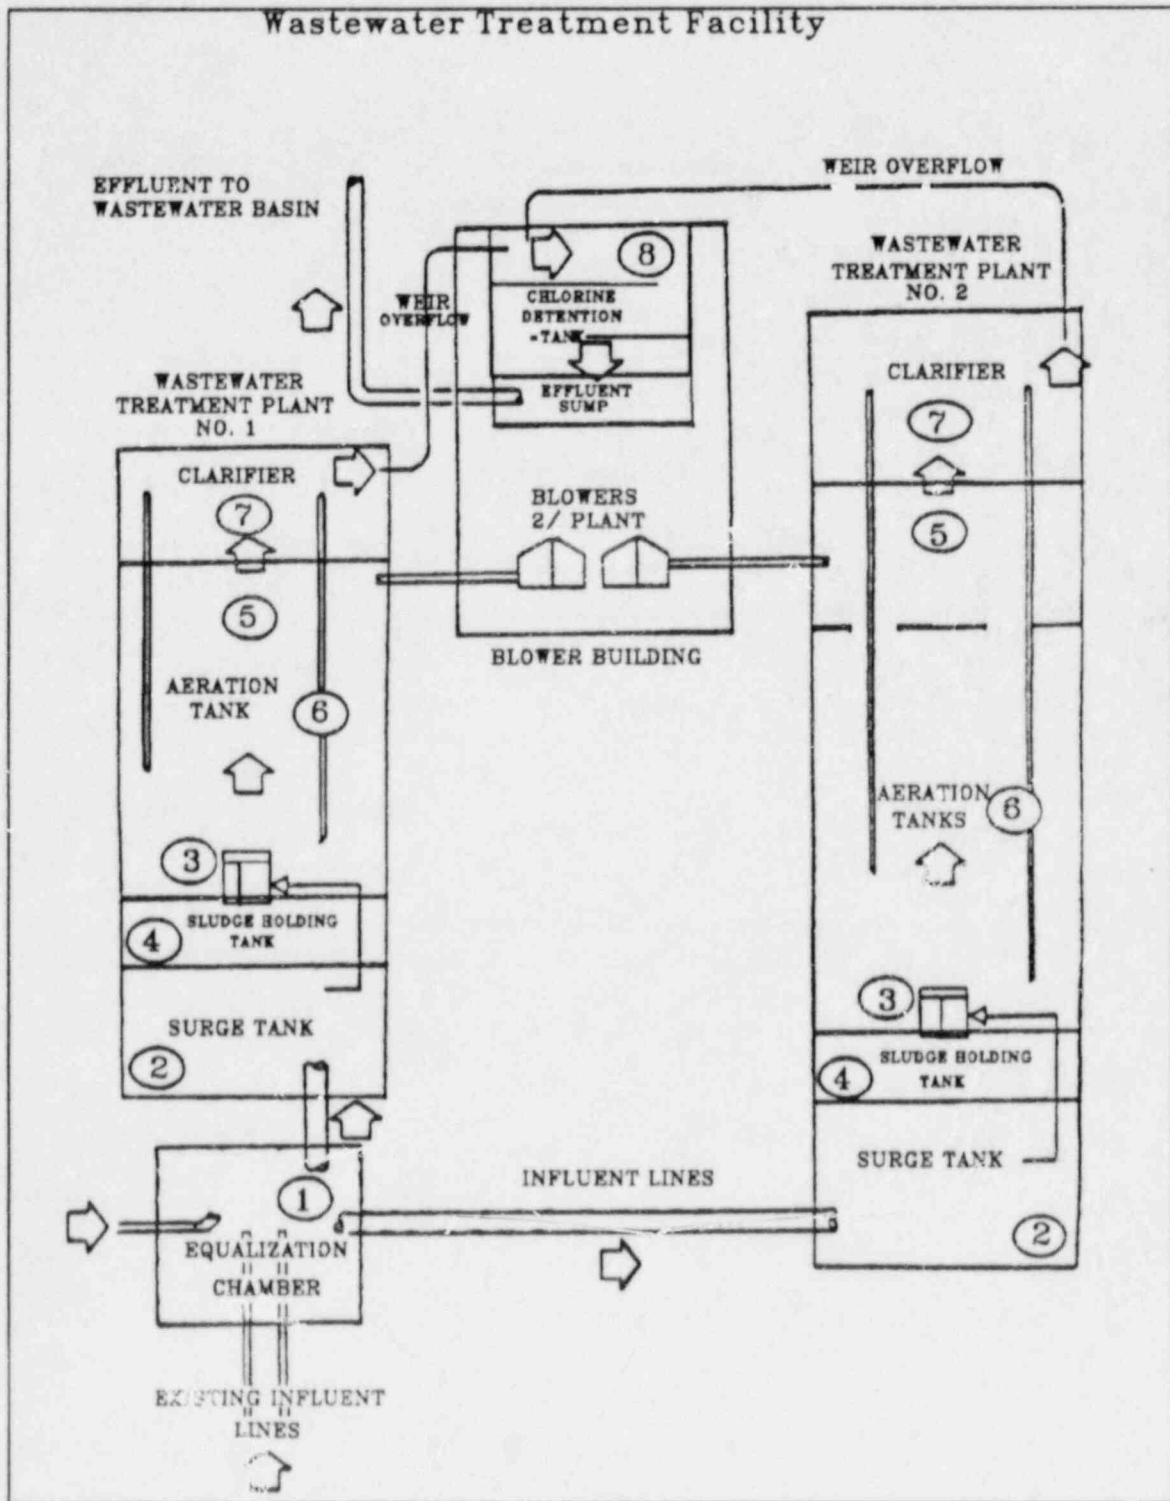 Wastewater Treatment Facility
WEIR OVERFLOW
EFFLUENT TO
WASTEWATER BASIN
8
WASTEWATER
TREATMENT PLANT
NO. 2
WEIR
OVERFLOW
CHLORINE
DETENTION
-TANK
EFFLUENT
SUMP
WASTEWATER
TREATMENT PLANT
NO. 1
CLARIFIER
7
CLARIFIER
7
BLOWERS
2/ PLANT
5
5
BLOWER BUILDING
AERATION
TANK
6
AERATION
TANKS
6
3
SLUDGE HOLDING
TANK
4
3
SURGE TANK
2
SLUDGE HOLDING
TANK
4
SURGE TANK
2
1
INFLUENT LINES
EQUALIZATION
CHAMBER
EXISTING INFLUENT
LINES